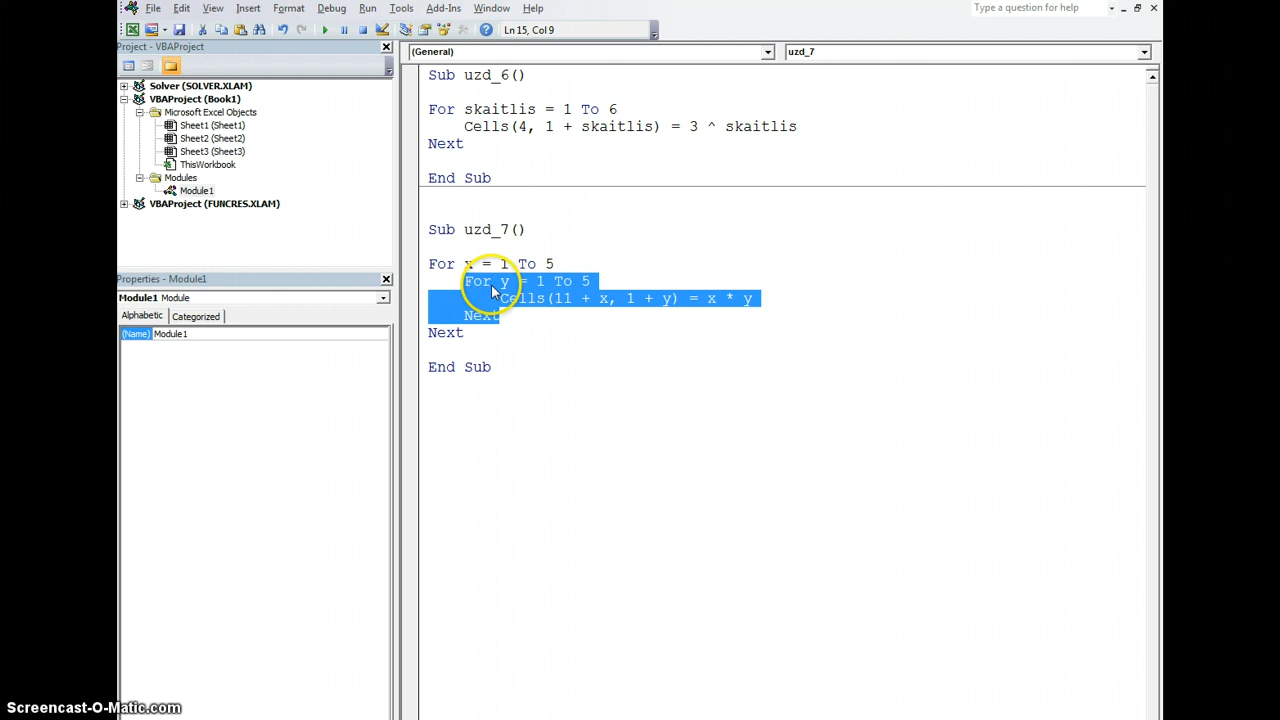 File Edit View Insert Format Debug Run Tools Add-Ins Window Help Type a question for help
Ln 15, Col 9
Project - VBAProject
(General) uzd_7
Solver (SOLVER.XLAM)
VBAProject (Book1)
Microsoft Excel Objects
Sheet1 (Sheet1)
Sheet2 (Sheet2)
Sheet3 (Sheet3)
ThisWorkbook
Modules
Module1
VBAProject (FUNCRES.XLAM)
Properties - Module1
Module1 Module
Alphabetic Categorized
(Name) Module1
Sub uzd_6()
For skaitlis = 1 To 6
Cells(4, 1 + skaitlis) = 3 ^ skaitlis
Next
End Sub
Sub uzd_7()
For x = 1 To 5
For y = 1 To 5
Cells(11 + x, 1 + y) = x * y
Next
Next
End Sub
Screencast-O-Matic.com